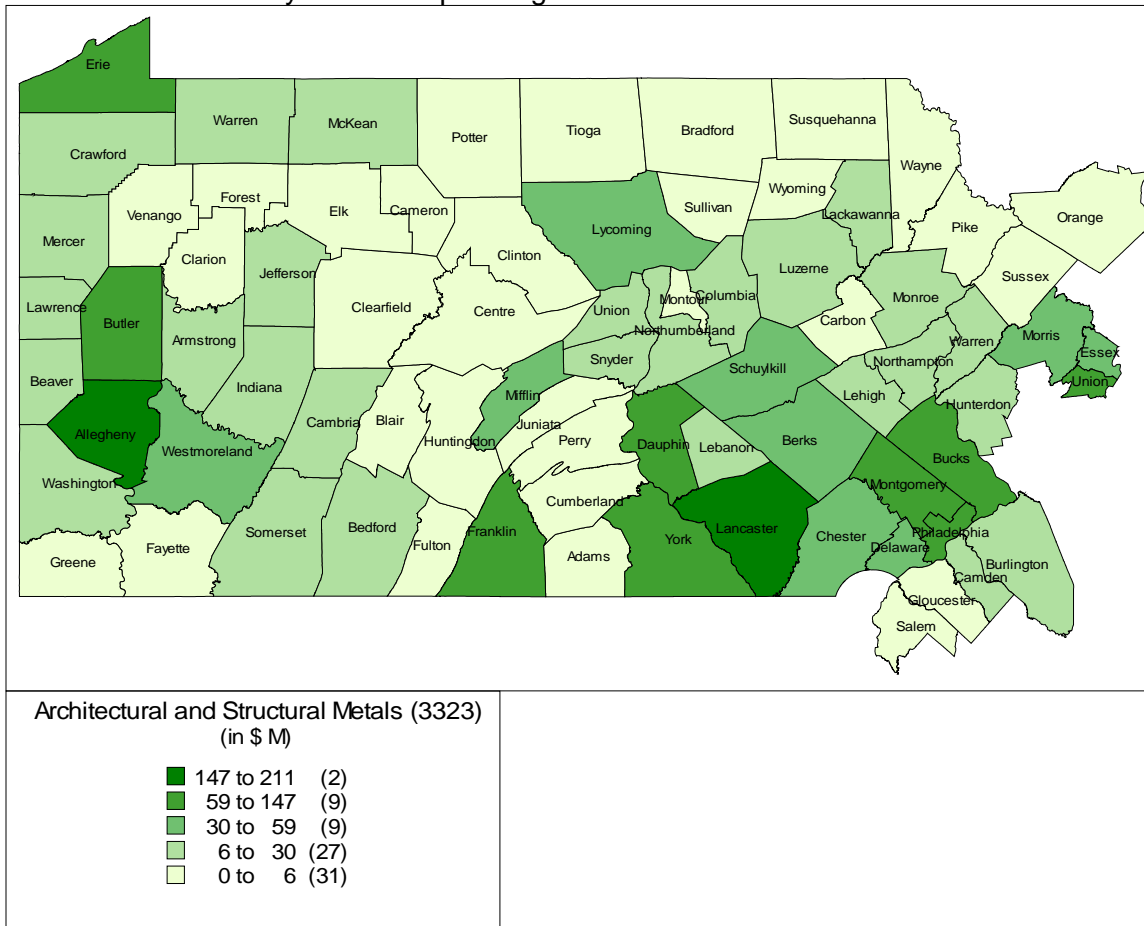 Erie
Warren
McKean
Potter
Tioga
Bradford
Susquehanna
Wayne
Crawford
Forest
Elk
Cameron
Venango
Sullivan
Wyoming
Lackawanna
Pike
Orange
Mercer
Clarion
Jefferson
Clinton
Lycoming
Luzerne
Sussex
Lawrence
Butler
Armstrong
Clearfield
Centre
Union
Montour
Columbia
Northumberland
Carbon
Monroe
Warren
Morris
Essex
Union
Beaver
Indiana
Snyder
Schuylkill
Northampton
Lehigh
Hunterdon
Allegheny
Westmoreland
Cambria
Blair
Huntingdon
Mifflin
Juniata
Perry
Dauphin
Lebanon
Berks
Bucks
Montgomery
Washington
Somerset
Bedford
Fulton
Franklin
Cumberland
Adams
York
Lancaster
Chester
Delaware
Philadelphia
Burlington
Camden
Gloucester
Salem
Greene
Fayette
Architectural and Structural Metals (3323)
(in $ M)
147 to 211 (2)
59 to 147 (9)
30 to 59 (9)
6 to 30 (27)
0 to 6 (31)